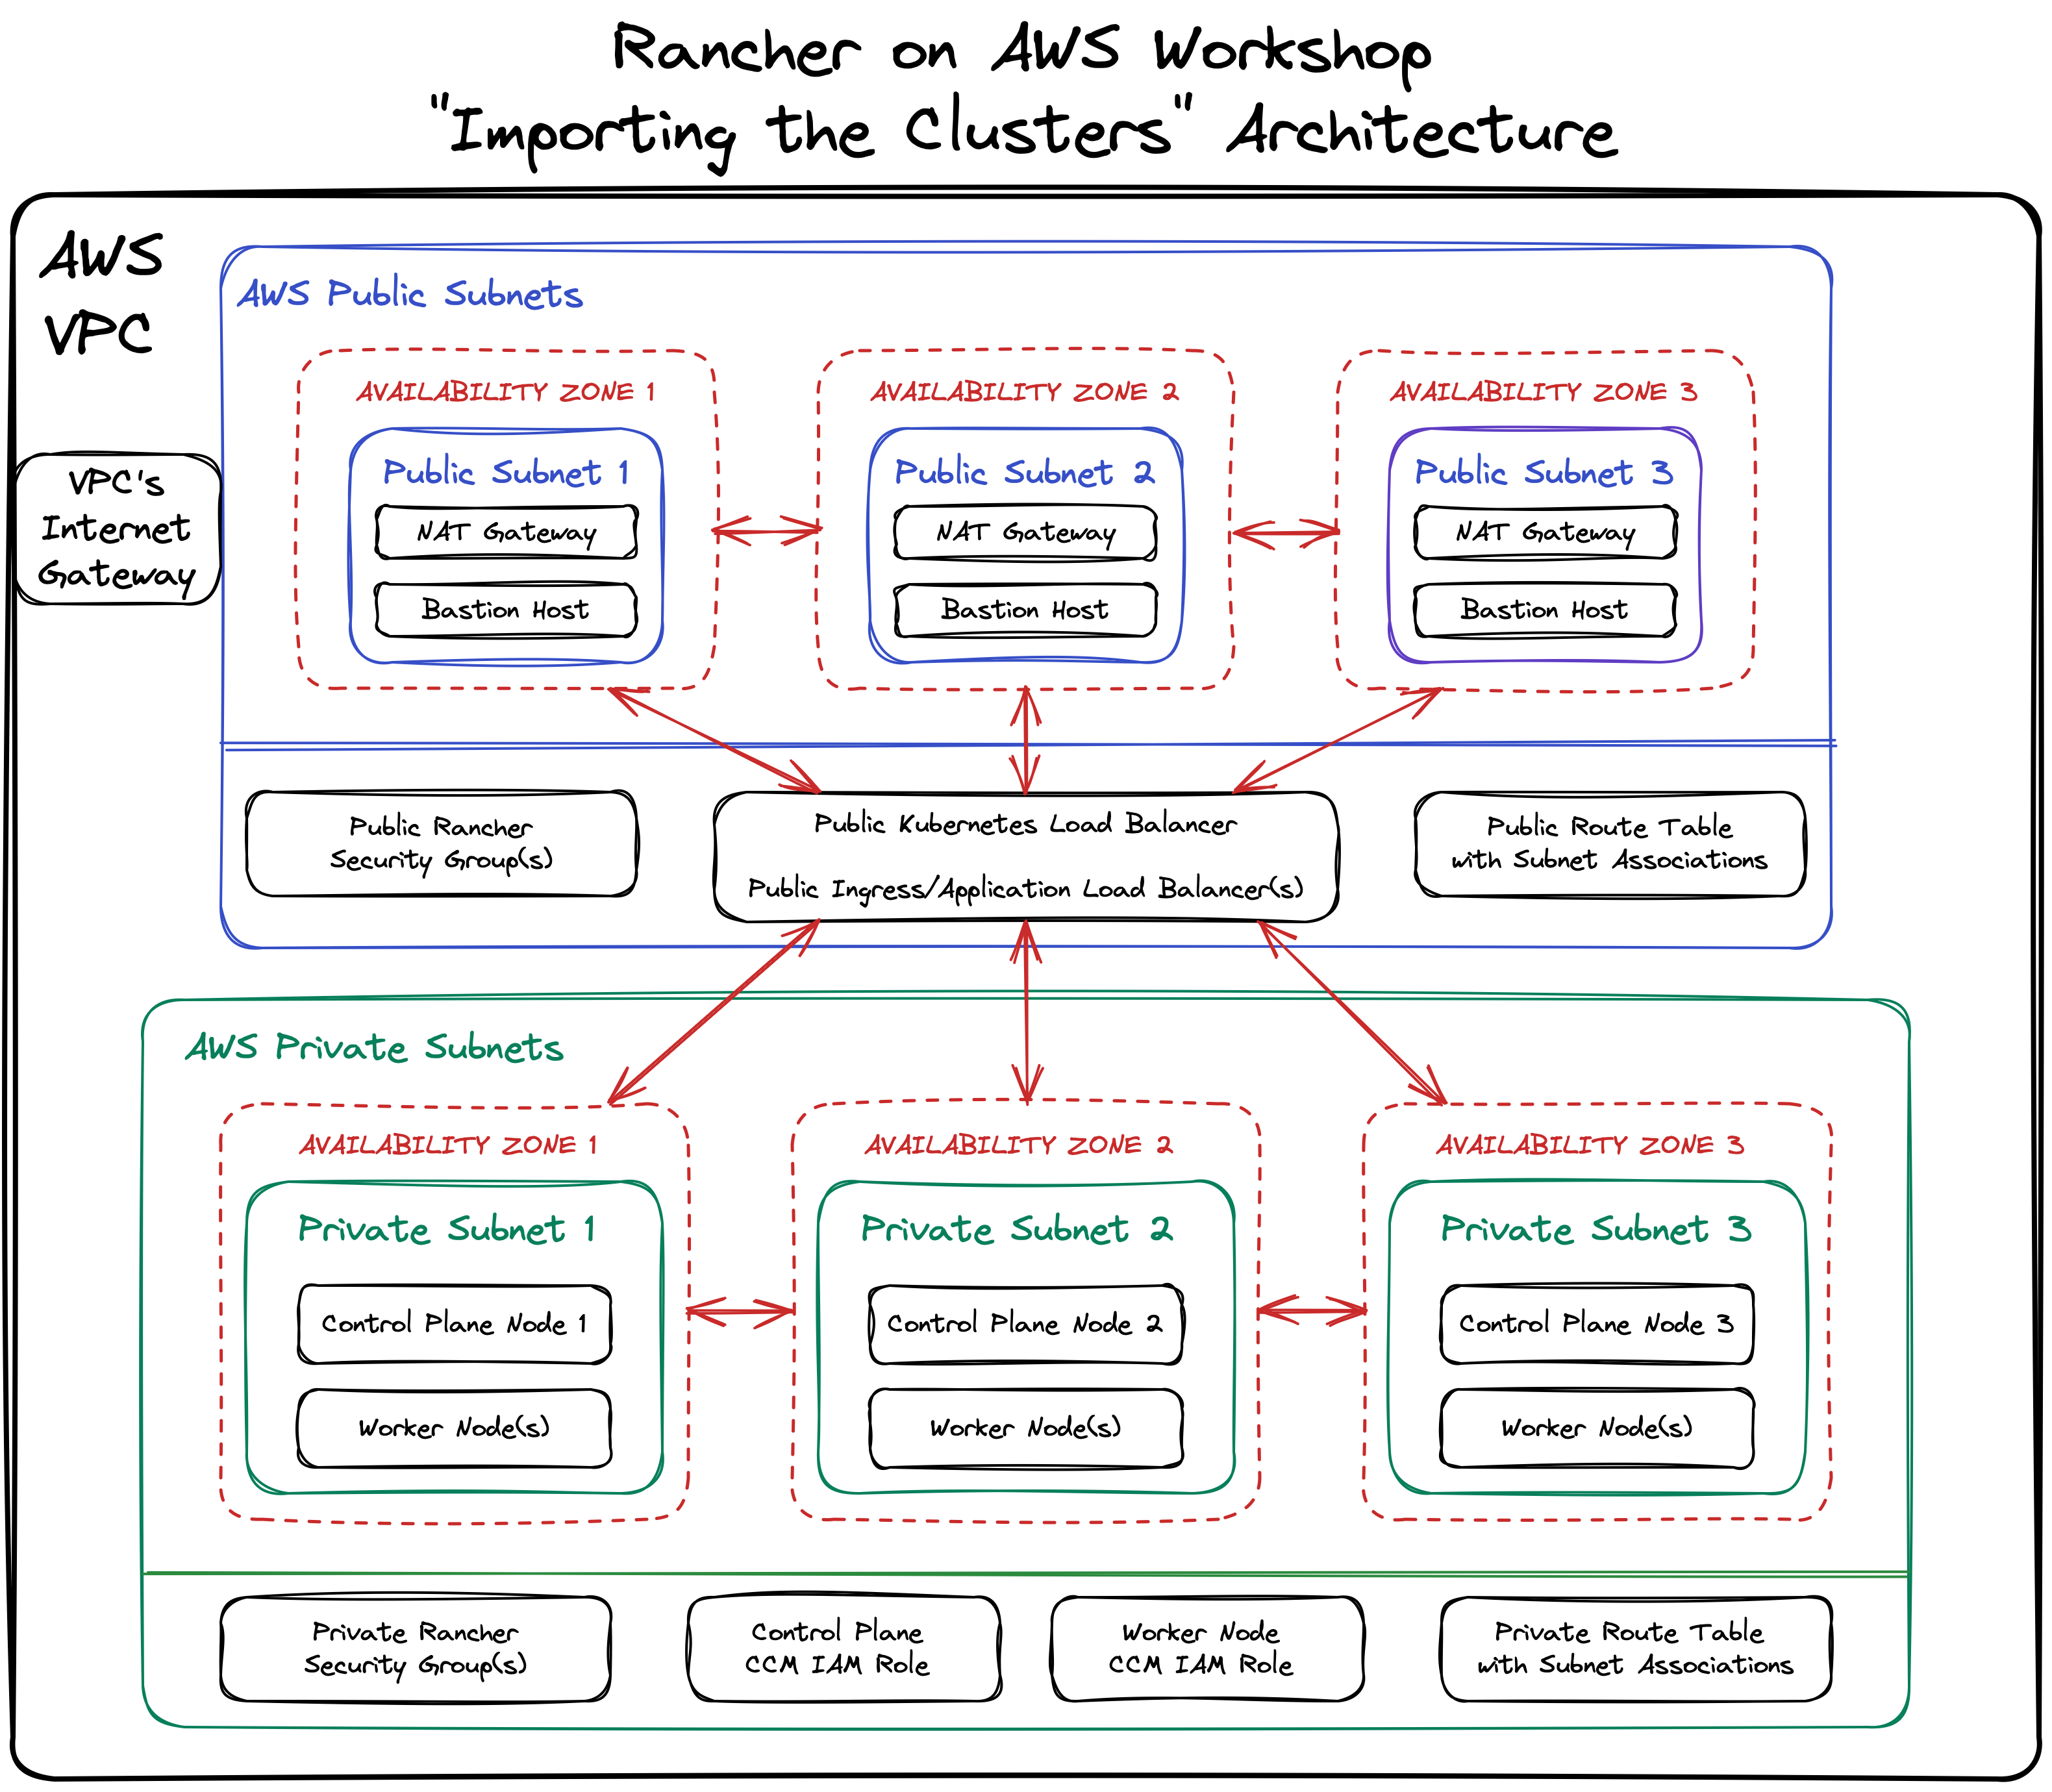 Rancher on AWS Workshop
"Importing the Clusters" Architecture
AWS
VPC
AWS Public Subnets
AVAILABILITY ZONE 1
AVAILABILITY ZONE 2
AVAILABILITY ZONE 3
VPC's
Internet
Gateway
Public Subnet 1
NAT Gateway
Bastion Host
Public Subnet 2
NAT Gateway
Bastion Host
Public Subnet 3
NAT Gateway
Bastion Host
Public Rancher
Security Group(s)
Public Kubernetes Load Balancer
Public Ingress/Application Load Balancer(s)
Public Route Table
with Subnet Associations
AWS Private Subnets
AVAILABILITY ZONE 1
Private Subnet 1
Control Plane Node 1
Worker Node(s)
AVAILABILITY ZONE 2
Private Subnet 2
Control Plane Node 2
Worker Node(s)
AVAILABILITY ZONE 3
Private Subnet 3
Control Plane Node 3
Worker Node(s)
Private Rancher
Security Group(s)
Control Plane
CCM IAM Role
Worker Node
CCM IAM Role
Private Route Table
with Subnet Associations